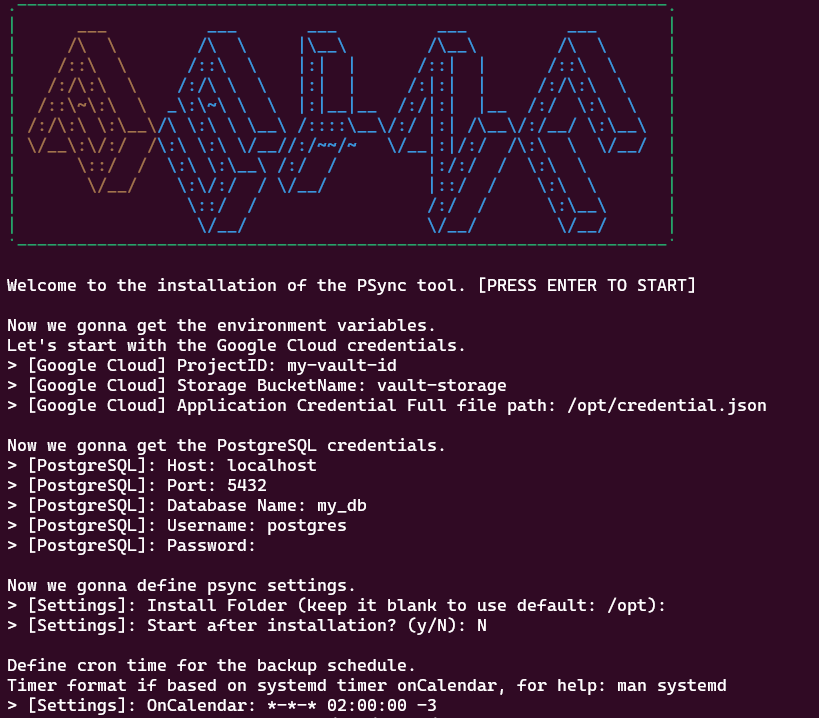 Welcome to the installation of the PSync tool. [PRESS ENTER TO START]
Now we gonna get the environment variables.
Let's start with the Google Cloud credentials.
> [Google Cloud] ProjectID: my-vault-id
> [Google Cloud] Storage BucketName: vault-storage
> [Google Cloud] Application Credential Full file path: /opt/credential.json
Now we gonna get the PostgreSQL credentials.
> [PostgreSQL]: Host: localhost
> [PostgreSQL]: Port: 5432
> [PostgreSQL]: Database Name: my_db
> [PostgreSQL]: Username: postgres
> [PostgreSQL]: Password:
Now we gonna define psync settings.
> [Settings]: Install Folder (keep it blank to use default: /opt):
> [Settings]: Start after installation? (y/N): N
Define cron time for the backup schedule.
Timer format if based on systemd timer onCalendar, for help: man systemd
> [Settings]: OnCalendar: *-*-* 02:00:00 -3